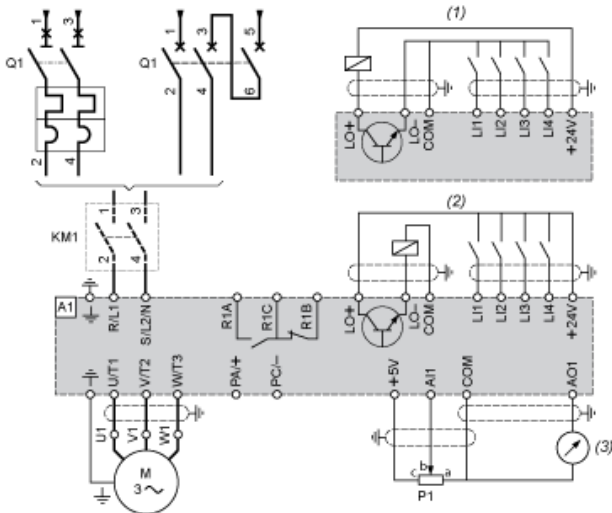 1
3
Q1
2
4
1
3
5
Q1
2
4
6
(1)
LO+
LO-
COM
LI1
LI2
LI3
LI4
+24V
1
3
KM1
2
4
(2)
A1
R/L1
S/L2/N
R1A
R1C
R1B
LO+
LO-
COM
LI1
LI2
LI3
LI4
+24V
U/T1
V/T2
W/T3
PA/+
PC/–
+5V
AI1
COM
AO1
U1
V1
W1
M
3~
c
b
a
P1
(3)